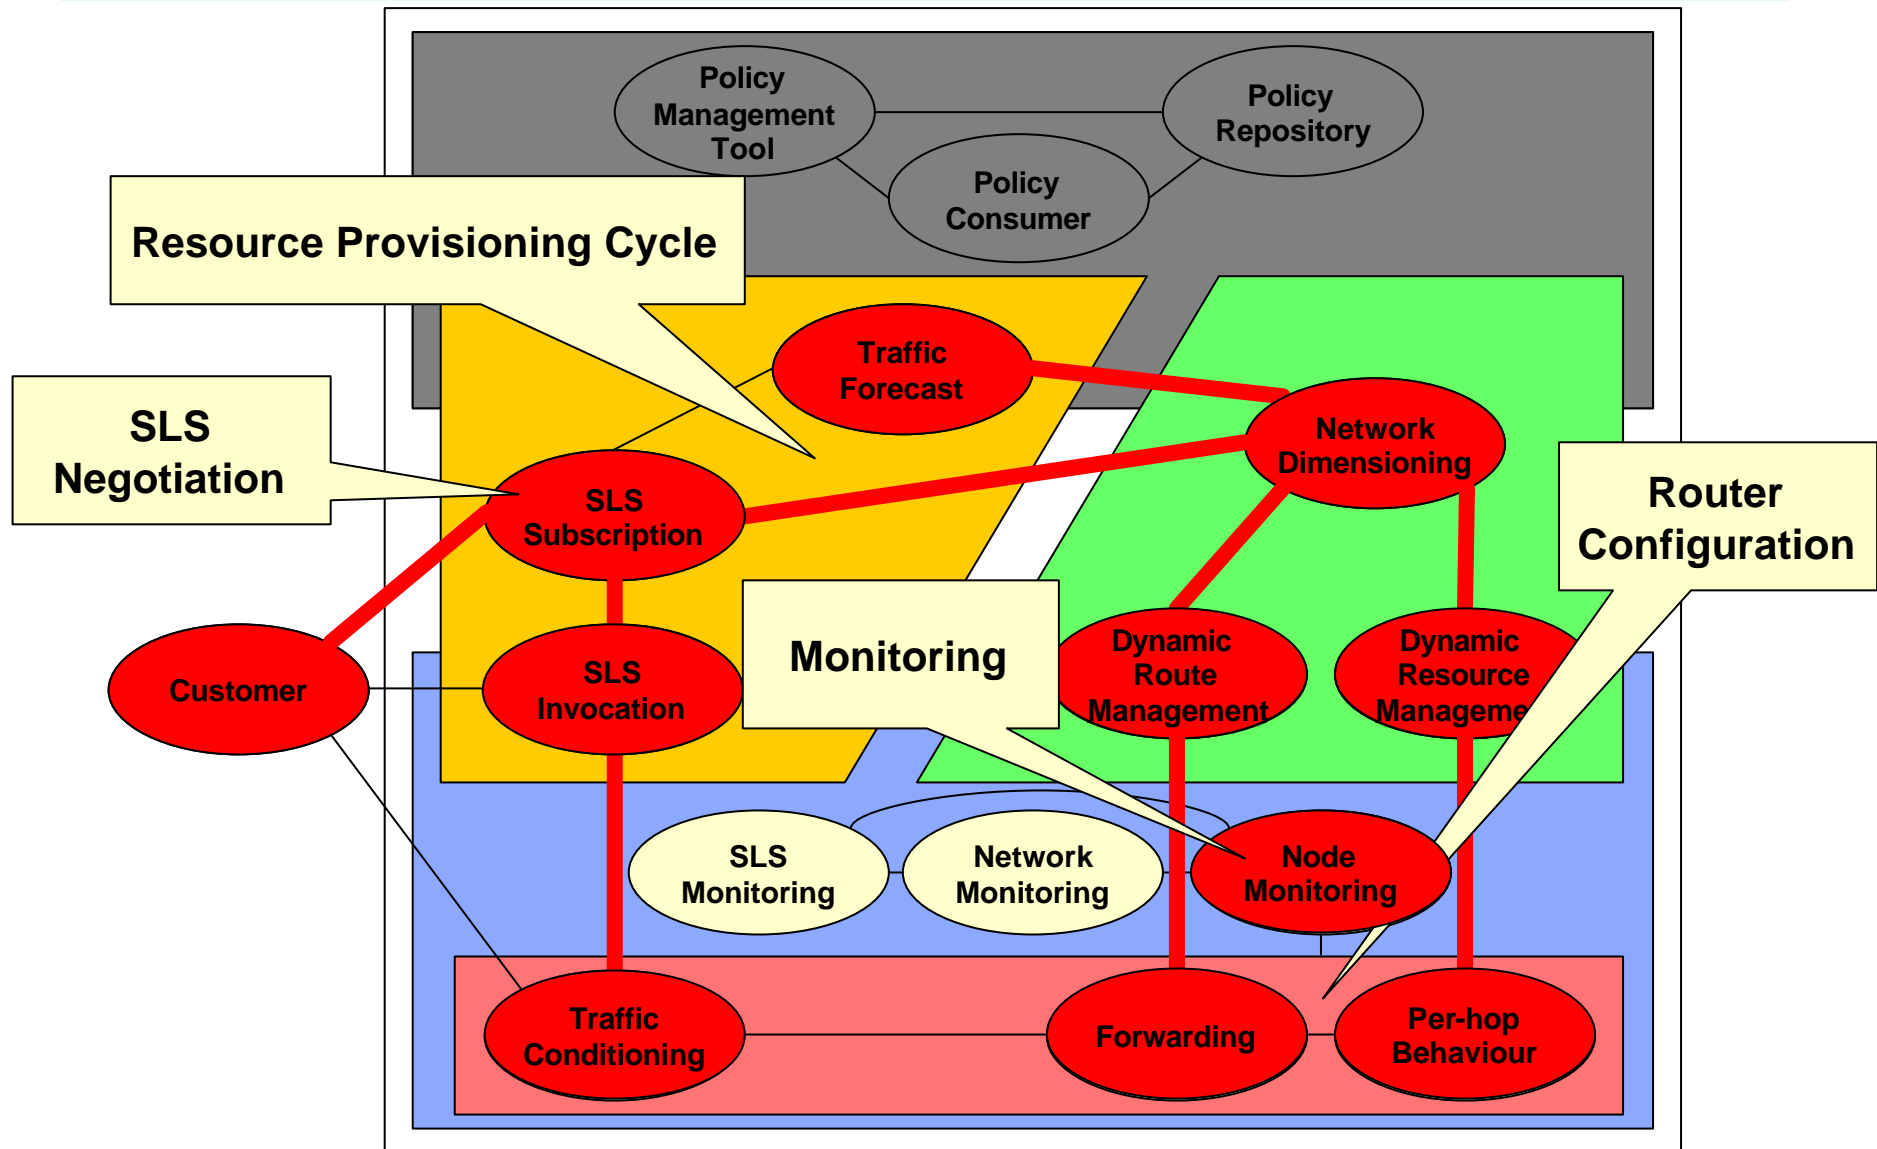 Policy
Management
Tool
Policy
Repository
Policy
Consumer
Resource Provisioning Cycle
Traffic
Forecast
SLS
Negotiation
Network
Dimensioning
SLS
Subscription
Router
Configuration
Monitoring
Customer
SLS
Invocation
Dynamic
Route
Management
Dynamic
Resource
Manageme
SLS
Monitoring
Network
Monitoring
Node
Monitoring
Traffic
Conditioning
Forwarding
Per-hop
Behaviour